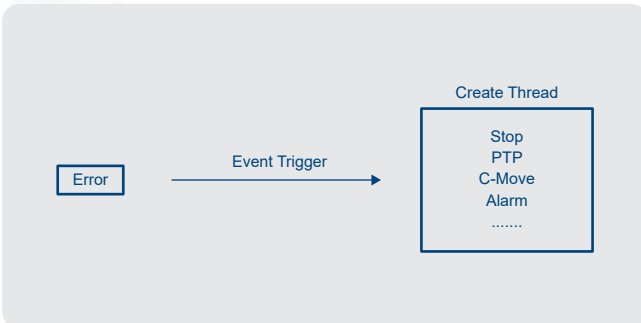 Error
Event Trigger
Create Thread
Stop
PTP
C-Move
Alarm
.......